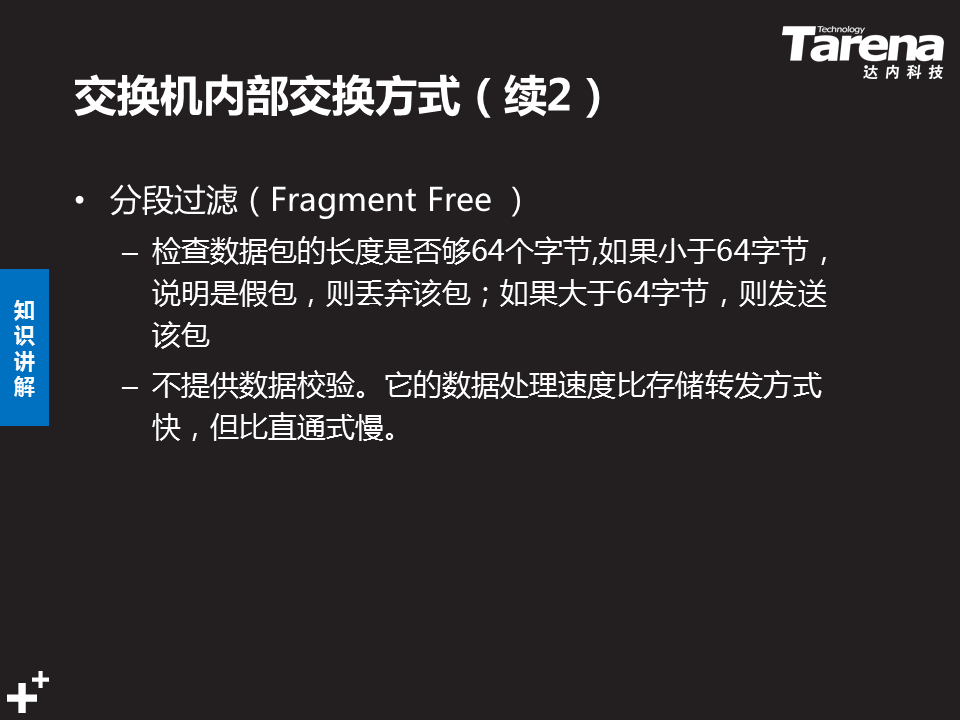 Technology
Tarena
达内科技
交换机内部交换方式（续2）
• 分段过滤（Fragment Free ）
– 检查数据包的长度是否够64个字节,如果小于64字节，
说明是假包，则丢弃该包；如果大于64字节，则发送
该包
– 不提供数据校验。它的数据处理速度比存储转发方式
快，但比直通式慢。
知
识
讲
解